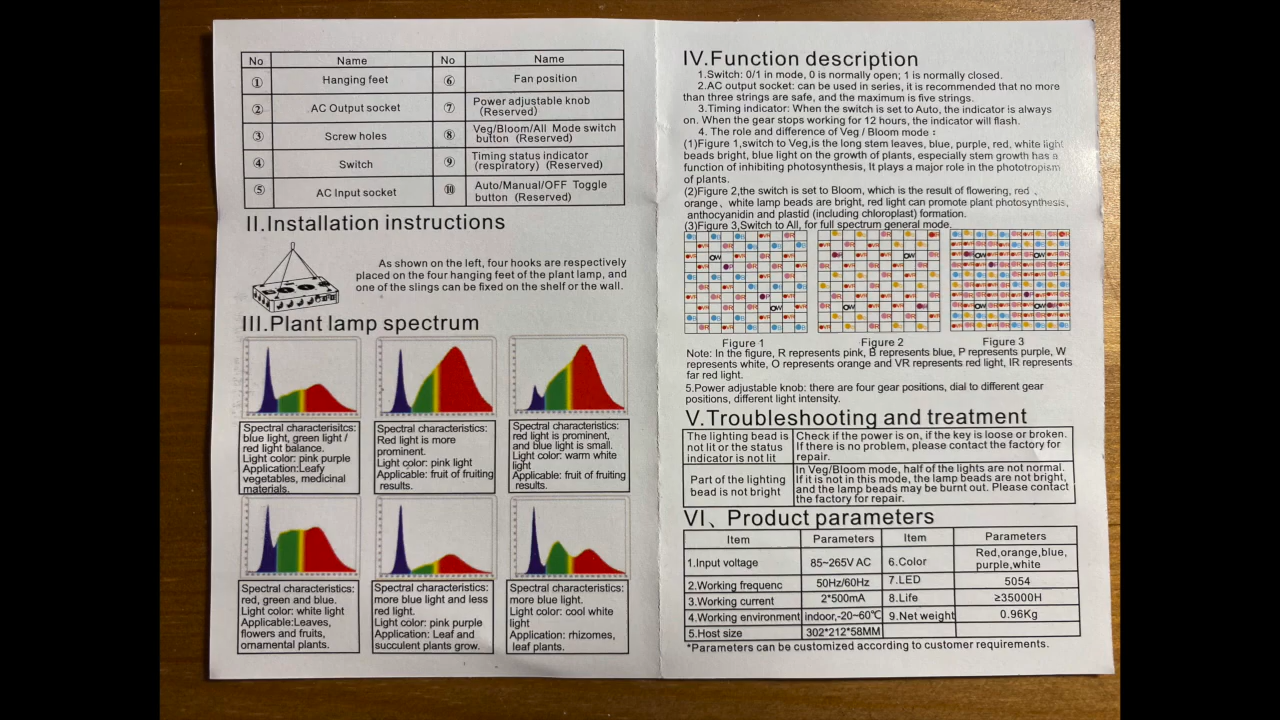 No Name No Name
① Hanging feet ⑥ Fan position
② AC Output socket ⑦ Power adjustable knob (Reserved)
③ Screw holes ⑧ Veg/Bloom/All Mode switch button (Reserved)
④ Switch ⑨ Timing status indicator (respiratory) (Reserved)
⑤ AC Input socket ⑩ Auto/Manual/OFF Toggle button (Reserved)
II.Installation instructions
As shown on the left, four hooks are respectively
placed on the four hanging feet of the plant lamp, and
one of the slings can be fixed on the shelf or the wall.
III.Plant lamp spectrum
Spectral characterisitcs:
blue light, green light /
red light balance.
Light color: pink purple
Application:Leafy
vegetables, medicinal
materials.
Spectral characteristics:
Red light is more
prominent.
Light color: pink light
Applicable: fruit of fruiting
results.
Spectral characteristics:
red light is prominent,
and blue light is small.
Light color: warm white
light
Applicable: fruit of fruiting
results.
Spectral characteristics:
red, green and blue.
Light color: white light
Applicable:Leaves,
flowers and fruits,
ornamental plants.
Spectral characteristics:
more blue light and less
red light.
Light color: pink purple
Application: Leaf and
succulent plants grow.
Spectral characteristics:
more blue light.
Light color: cool white
light
Application: rhizomes,
leaf plants.
IV.Function description
1.Switch: 0/1 in mode, 0 is normally open; 1 is normally closed.
2.AC output socket: can be used in series, it is recommended that no more
than three strings are safe, and the maximum is five strings.
3.Timing indicator: When the switch is set to Auto, the indicator is always
on. When the gear stops working for 12 hours, the indicator will flash.
4. The role and difference of Veg / Bloom mode：
(1)Figure 1,switch to Veg,is the long stem leaves, blue, purple, red, white light
beads bright, blue light on the growth of plants, especially stem growth has a
function of inhibiting photosynthesis, It plays a major role in the phototropism
of plants.
(2)Figure 2,the switch is set to Bloom, which is the result of flowering, red 、
orange、white lamp beads are bright, red light can promote plant photosynthesis,
anthocyanidin and plastid (including chloroplast) formation.
(3)Figure 3,Switch to All, for full spectrum general mode.
Figure 1 Figure 2 Figure 3
Note: In the figure, R represents pink, B represents blue, P represents purple, W
represents white, O represents orange and VR represents red light, IR represents
far red light.
5.Power adjustable knob: there are four gear positions, dial to different gear
positions, different light intensity.
V.Troubleshooting and treatment
The lighting bead is
not lit or the status
indicator is not lit
Check if the power is on, if the key is loose or broken.
If there is no problem, please contact the factory for
repair.
Part of the lighting
bead is not bright
In Veg/Bloom mode, half of the lights are not normal.
If it is not in this mode, the lamp beads are not bright,
and the lamp beads may be burnt out. Please contact
the factory for repair.
VI、Product parameters
Item Parameters Item Parameters
1.Input voltage 85~265V AC 6.Color Red,orange,blue, purple,white
2.Working frequenc 50Hz/60Hz 7.LED 5054
3.Working current 2*500mA 8.Life ≥35000H
4.Working environment indoor,-20~60℃ 9.Net weight 0.96Kg
5.Host size 302*212*58MM
*Parameters can be customized according to customer requirements.